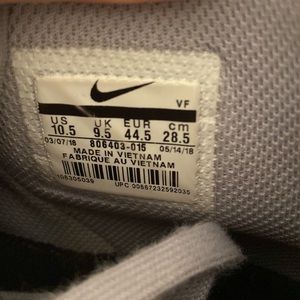 VF
US UK EUR cm
10.5 9.5 44.5 28.5
03/07/18 806403-015 05/14/18
MADE IN VIETNAM
FABRIQUE AU VIETNAM
UPC 00887232592035